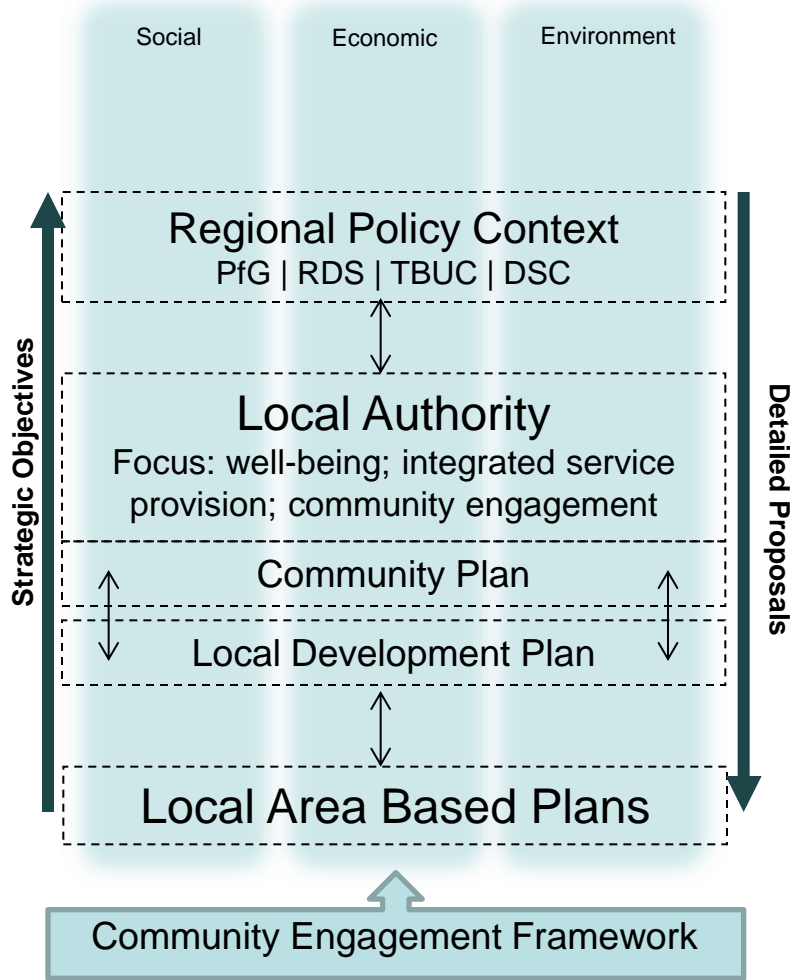 Social
Economic
Environment
Regional Policy Context
PfG | RDS | TBUC | DSC
Strategic Objectives
Detailed Proposals
Local Authority
Focus: well-being; integrated service
provision; community engagement
Community Plan
Local Development Plan
Local Area Based Plans
Community Engagement Framework